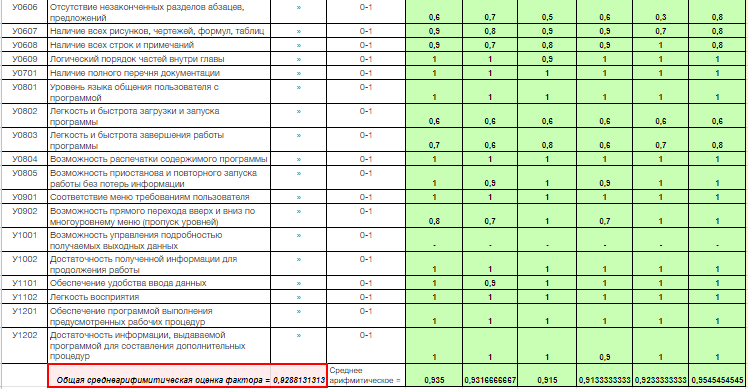 У0606 Отсутствие незаконченных разделов абзацев, предложений » 0-1 0,6 0,7 0,5 0,6 0,3 0,6
У0607 Наличие всех рисунков, чертежей, формул, таблиц » 0-1 0,9 0,8 0,9 0,9 0,7 0,8
У0608 Наличие всех строк и примечаний » 0-1 0,9 0,7 0,8 0,9 1 0,8
У0609 Логический порядок частей внутри главы » 0-1 1 1 0,9 1 1 1
У0701 Наличие полного перечня документации » 0-1 1 1 1 1 1 1
У0801 Уровень языка общения пользователя с программой » 0-1 1 1 1 1 1 1
У0802 Легкость и быстрота загрузки и запуска программы » 0-1 0,6 0,6 0,6 0,6 0,6 0,6
У0803 Легкость и быстрота завершения работы программы » 0-1 0,7 0,6 0,8 0,6 0,7 0,8
У0804 Возможность распечатки содержимого программы » 0-1 1 1 1 1 1 1
У0805 Возможность приостанова и повторного запуска работы без потерь информации » 0-1 1 0,9 1 0,9 1 1
У0901 Соответствие меню требованиям пользователя » 0-1 1 1 1 1 1 1
У0902 Возможность прямого перехода вверх и вниз по многоуровнему меню (пропуск уровней) » 0-1 0,8 0,7 1 0,7 1 1
У1001 Возможность управления подробностью получаемых выходных данных » 0-1 - - - - - -
У1002 Достаточность полученной информации для продолжения работы » 0-1 1 1 1 1 1 1
У1101 Обеспечение удобства ввода данных » 0-1 1 0,9 1 1 1 1
У1102 Легкость восприятия » 0-1 1 1 1 1 1 1
У1201 Обеспечение программой выполнения предусмотренных рабочих процедур » 0-1 1 1 1 1 1 1
У1202 Достаточность информации, выдаваемой программой для составления дополнительных процедур » 0-1 1 1 1 0,9 1 1
Общая среднеарифмитическая оценка фактора = 0,9288131313 Среднее арифмитическое = 0,935 0,9316666667 0,915 0,9133333333 0,9233333333 0,9545454545